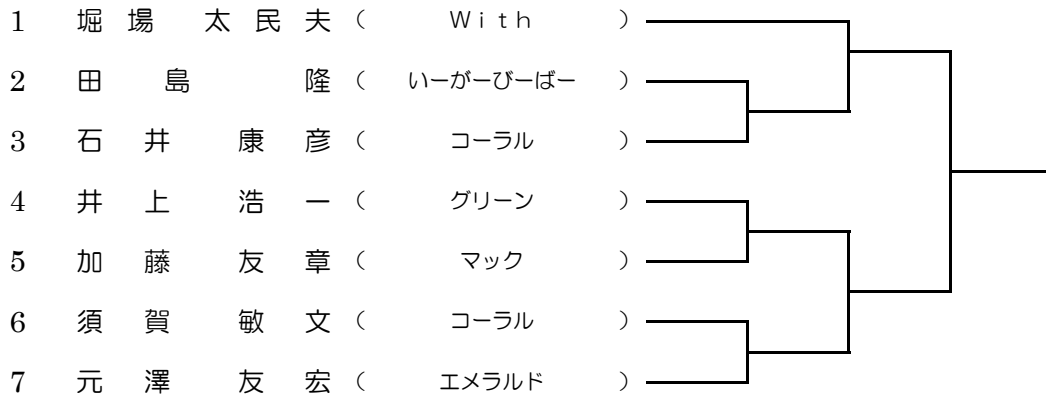 1 堀場 太民夫 ( Ｗｉｔｈ )
2 田島 隆 ( いーがーびーばー )
3 石井 康彦 ( コーラル )
4 井上 浩一 ( グリーン )
5 加藤 友章 ( マック )
6 須賀 敏文 ( コーラル )
7 元澤 友宏 ( エメラルド )